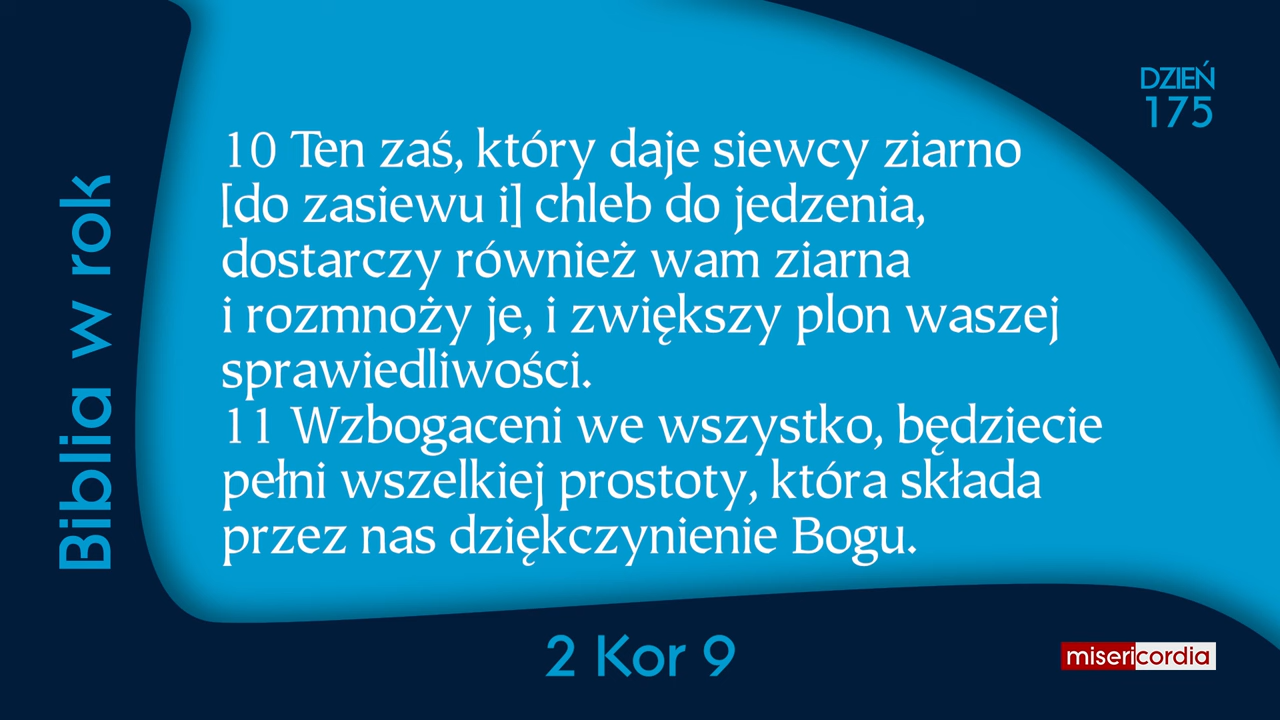 DZIEŃ
175
Biblia w rok
10 Ten zaś, który daje siewcy ziarno
[do zasiewu i] chleb do jedzenia,
dostarczy również wam ziarna
i rozmnoży je, i zwiększy plon waszej
sprawiedliwości.
11 Wzbogaceni we wszystko, będziecie
pełni wszelkiej prostoty, która składa
przez nas dziękczynienie Bogu.
2 Kor 9
misericordia